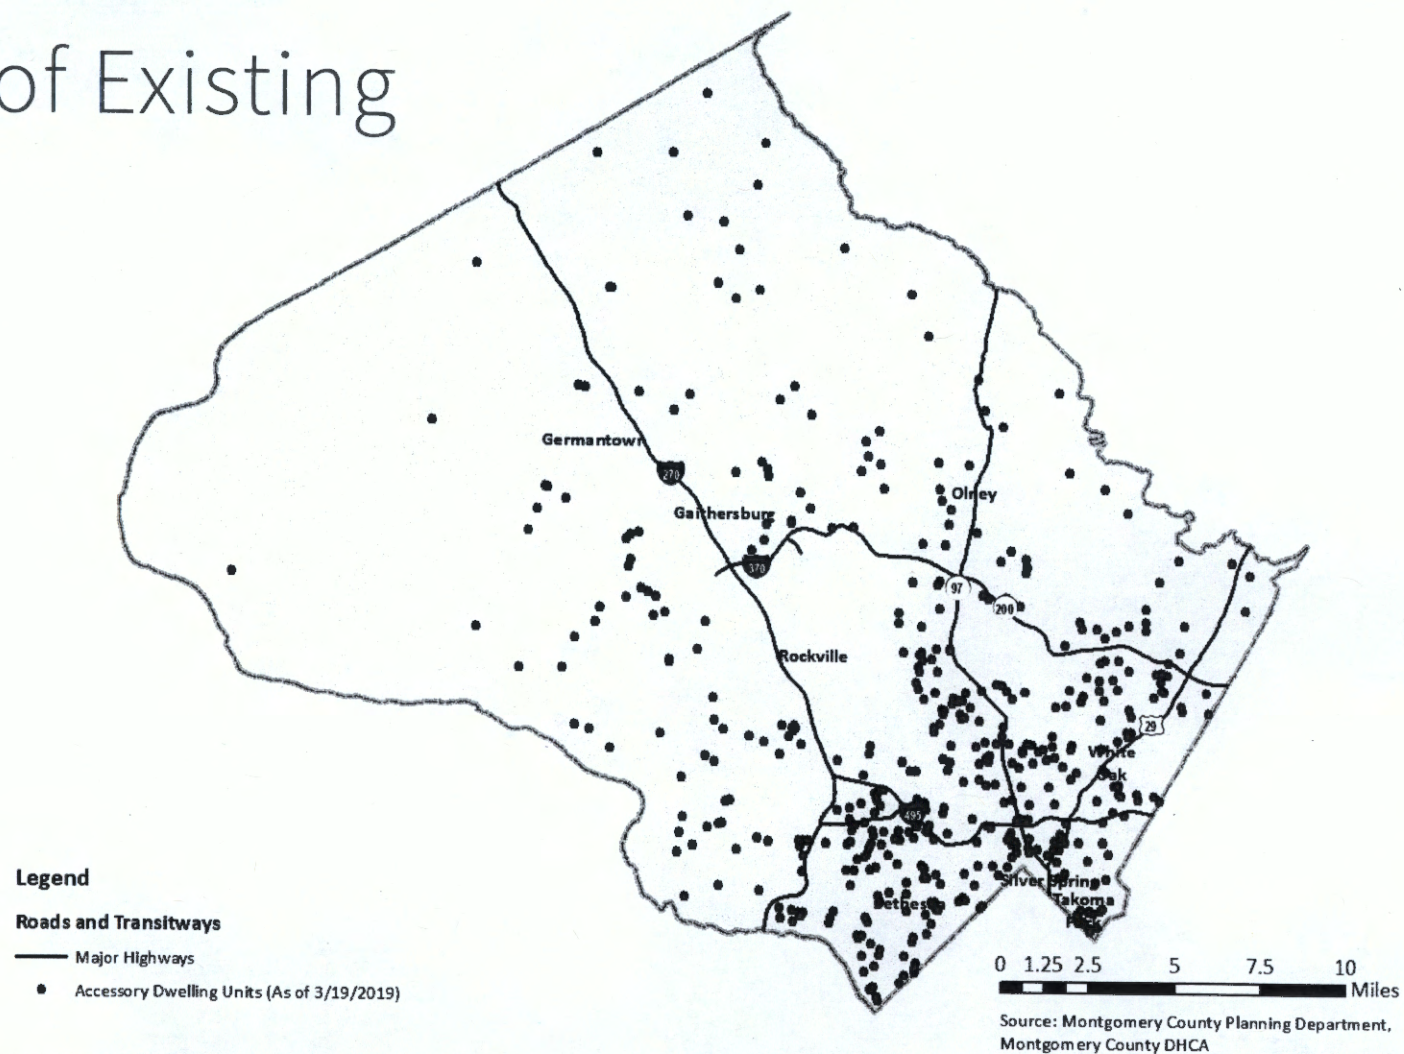 of Existing
Germantown
270
Gaithersburg
370
Olney
97
200
Rockville
29
White
Oak
495
Silver Spring
Bethesda
Takoma
Park
Legend
Roads and Transitways
Major Highways
Accessory Dwelling Units (As of 3/19/2019)
0 1.25 2.5 5 7.5 10
Miles
Source: Montgomery County Planning Department,
Montgomery County DHCA